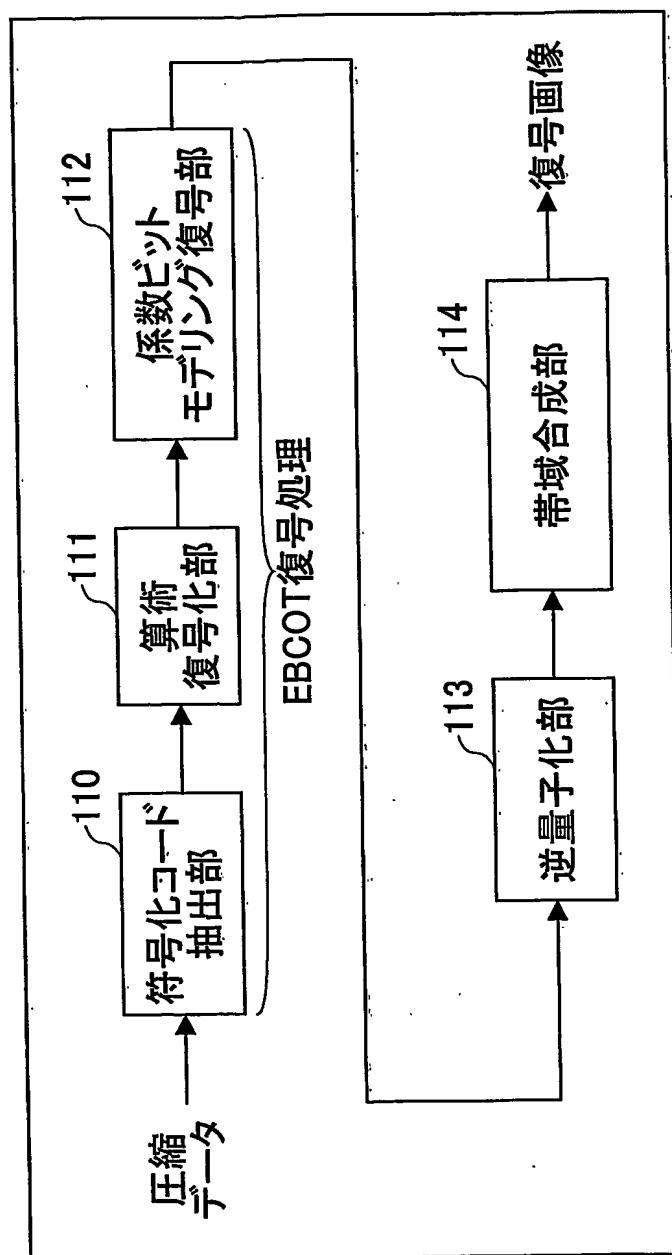 圧縮
データ
110
符号化コード
抽出部
111
算術
復号化部
112
係数ビット
モデリング復号部
EBCOT復号処理
113
逆量子化部
114
帯域合成部
復号画像